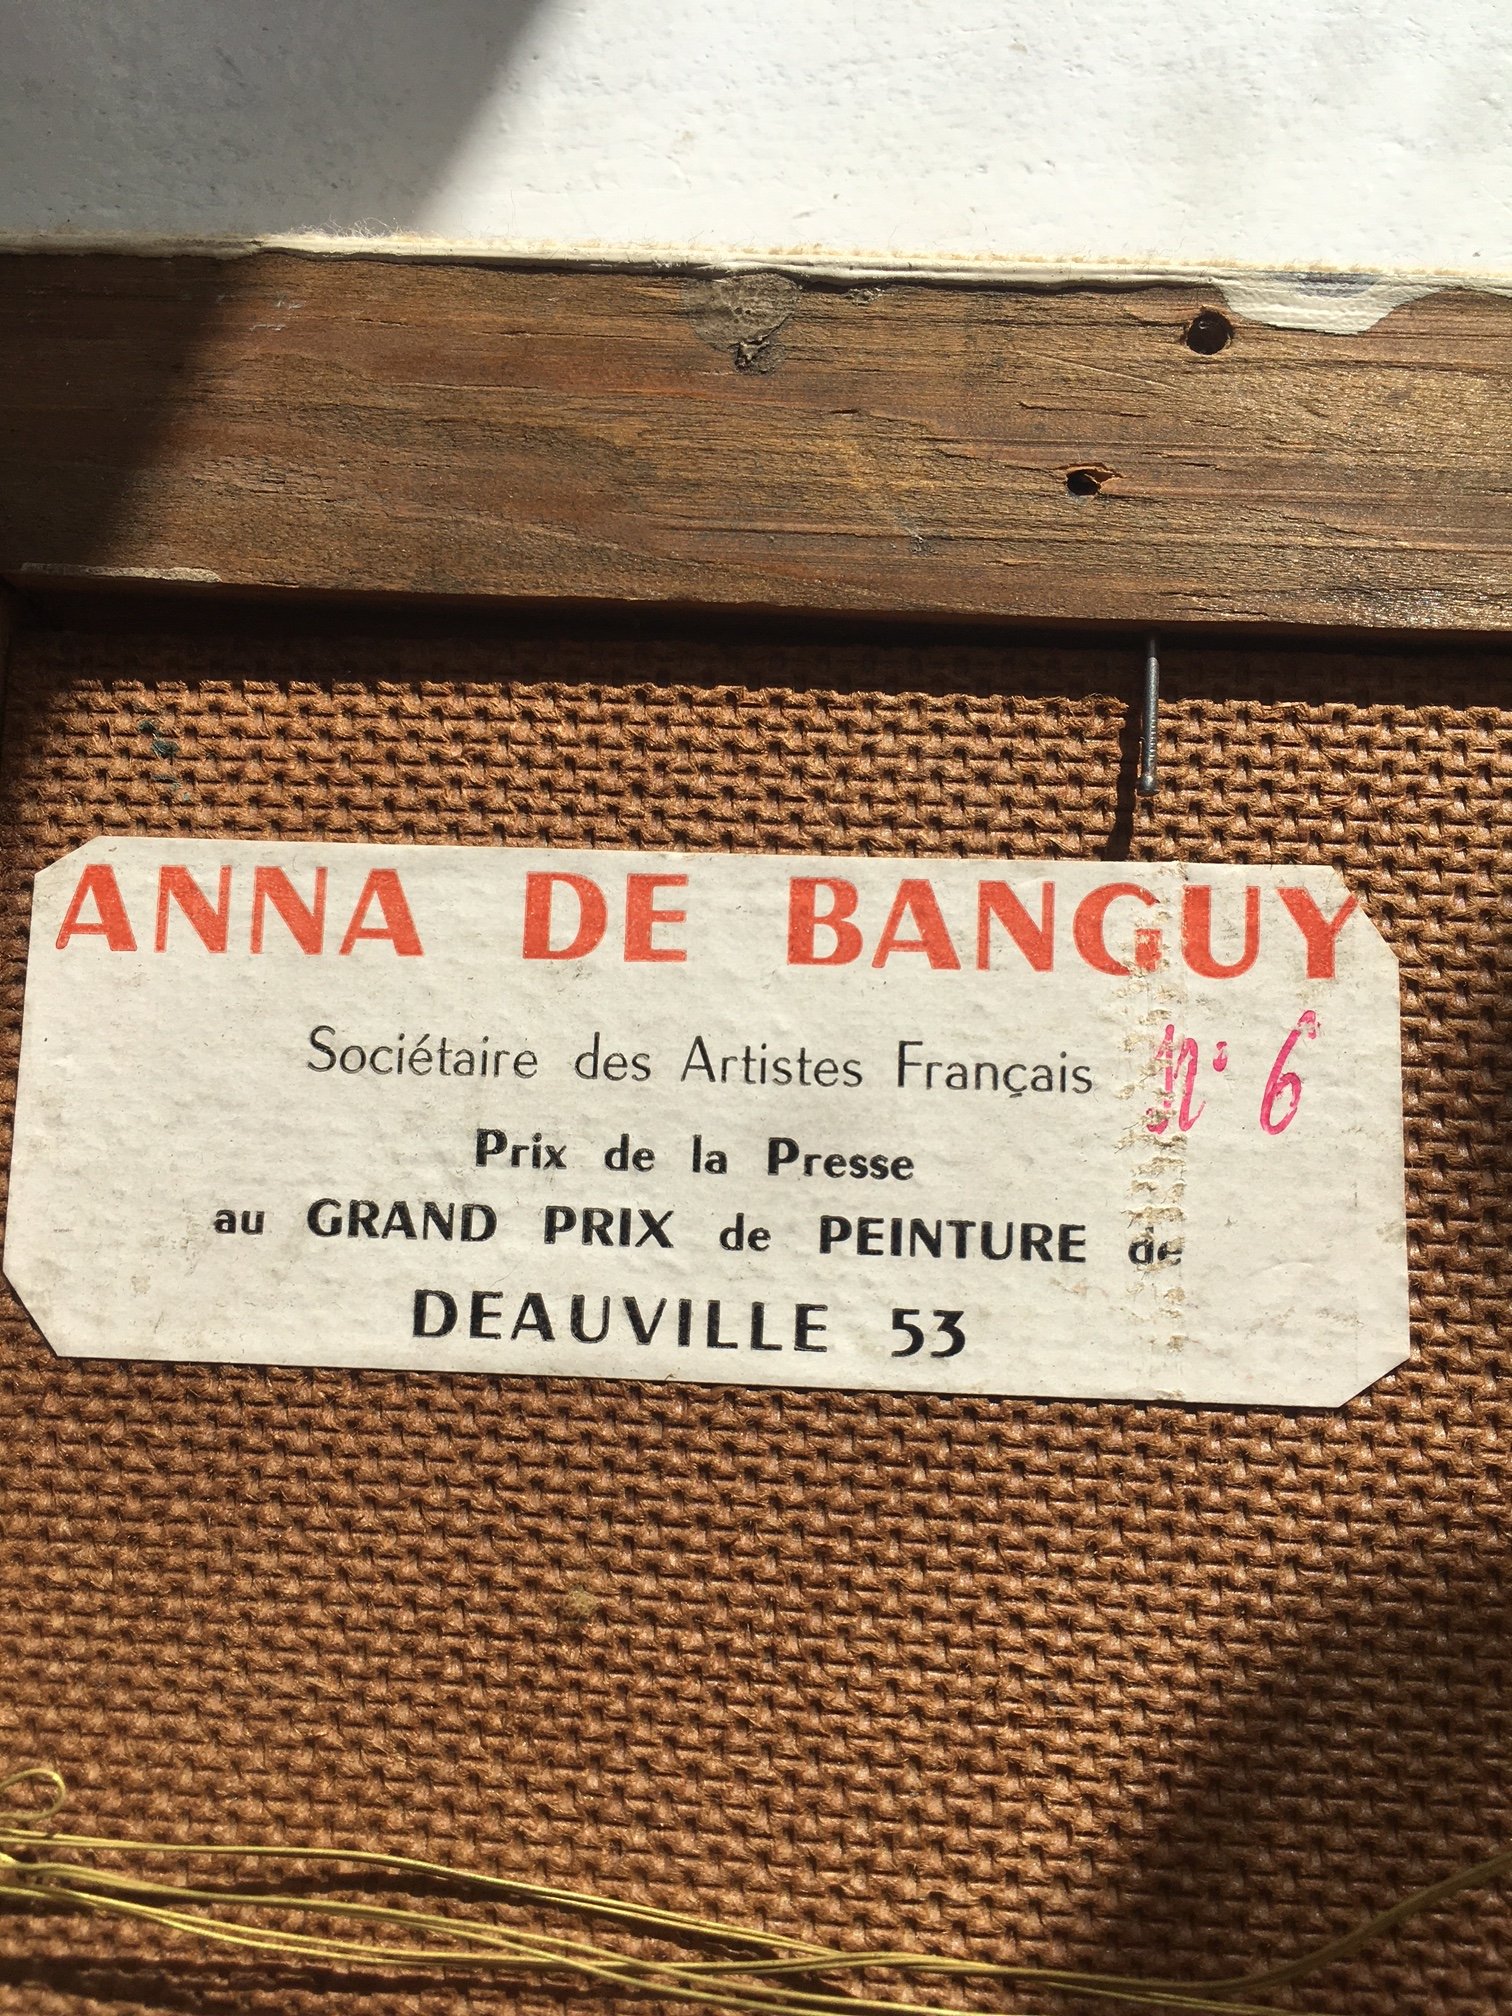 ANNA DE BANGUY
Sociétaire des Artistes Français n° 6
Prix de la Presse
au GRAND PRIX de PEINTURE de
DEAUVILLE 53